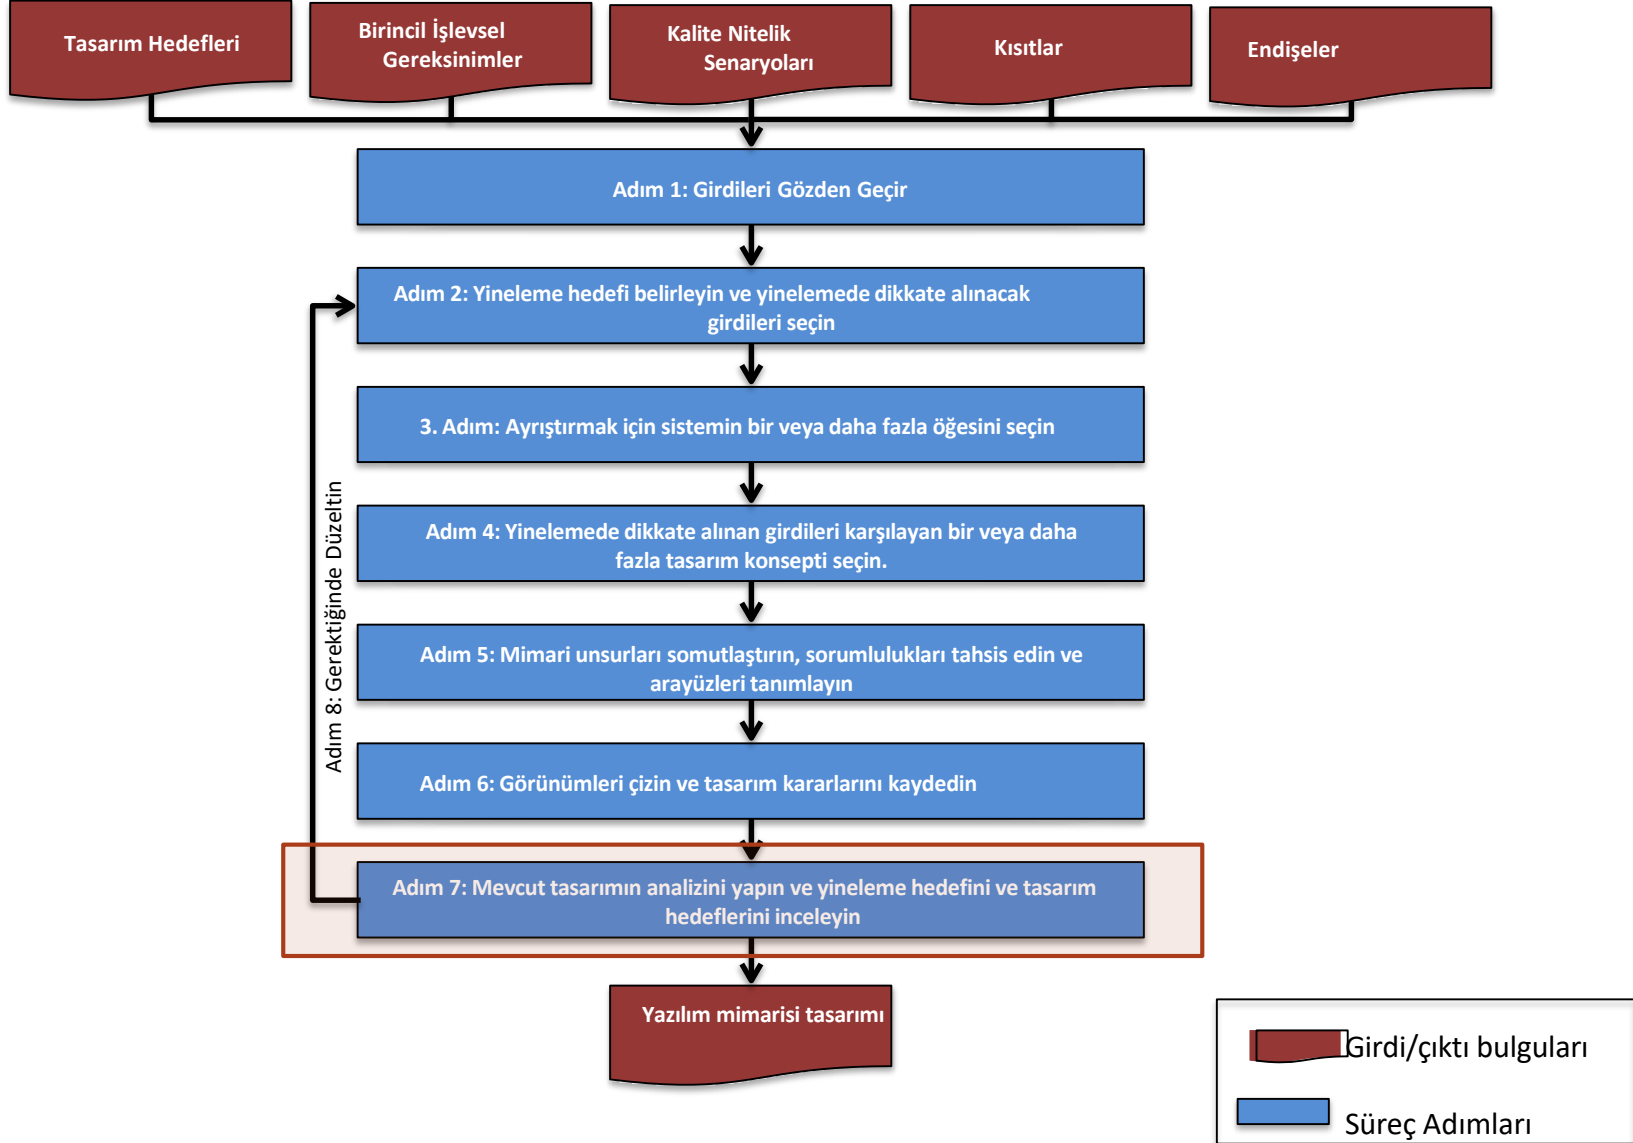 Tasarım Hedefleri
Birincil İşlevsel
Gereksinimler
Kalite Nitelik
Senaryoları
Kısıtlar
Endişeler
Adım 1: Girdileri Gözden Geçir
Adım 2: Yineleme hedefi belirleyin ve yinelemede dikkate alınacak
girdileri seçin
3. Adım: Ayrıştırmak için sistemin bir veya daha fazla öğesini seçin
Adım 4: Yinelemede dikkate alınan girdileri karşılayan bir veya daha
fazla tasarım konsepti seçin.
Adım 5: Mimari unsurları somutlaştırın, sorumlulukları tahsis edin ve
arayüzleri tanımlayın
Adım 6: Görünümleri çizin ve tasarım kararlarını kaydedin
Adım 7: Mevcut tasarımın analizini yapın ve yineleme hedefini ve tasarım
hedeflerini inceleyin
Adım 8: Gerektiğinde Düzeltin
Yazılım mimarisi tasarımı
Girdi/çıktı bulguları
Süreç Adımları